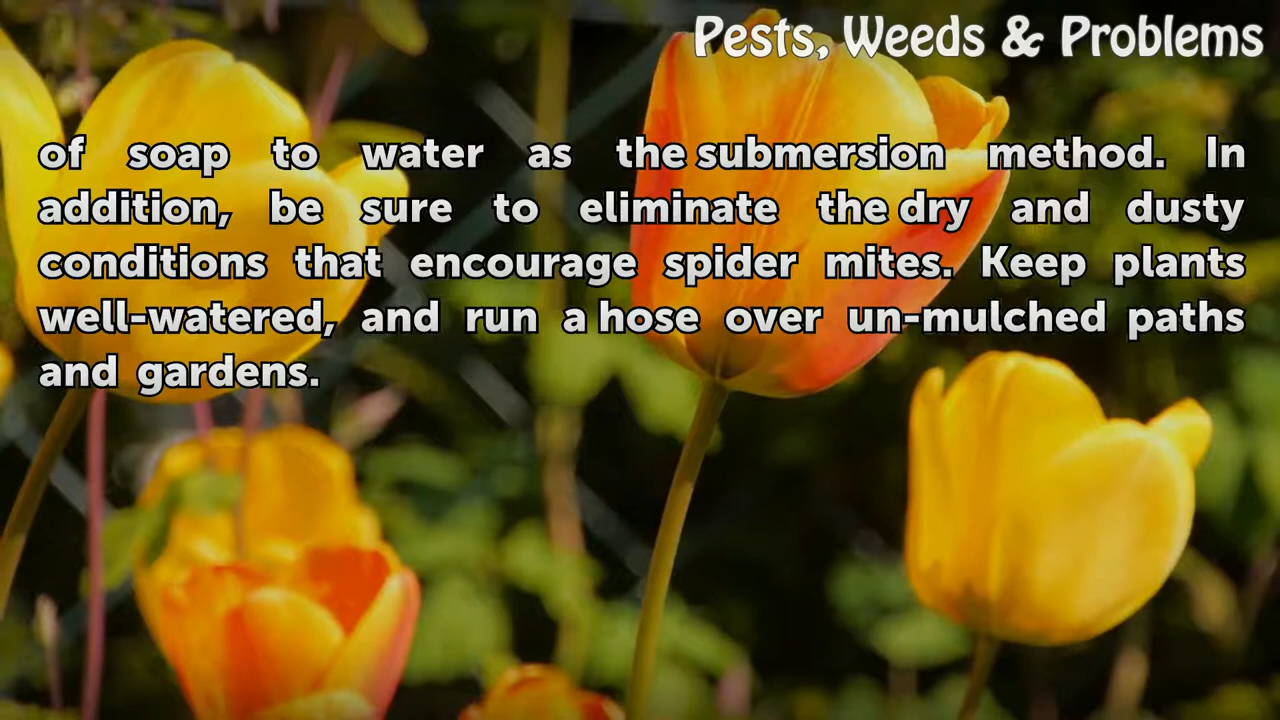 Pests, Weeds & Problems
of soap to water as the submersion method. In
addition, be sure to eliminate the dry and dusty
conditions that encourage spider mites. Keep plants
well-watered, and run a hose over un-mulched paths
and gardens.